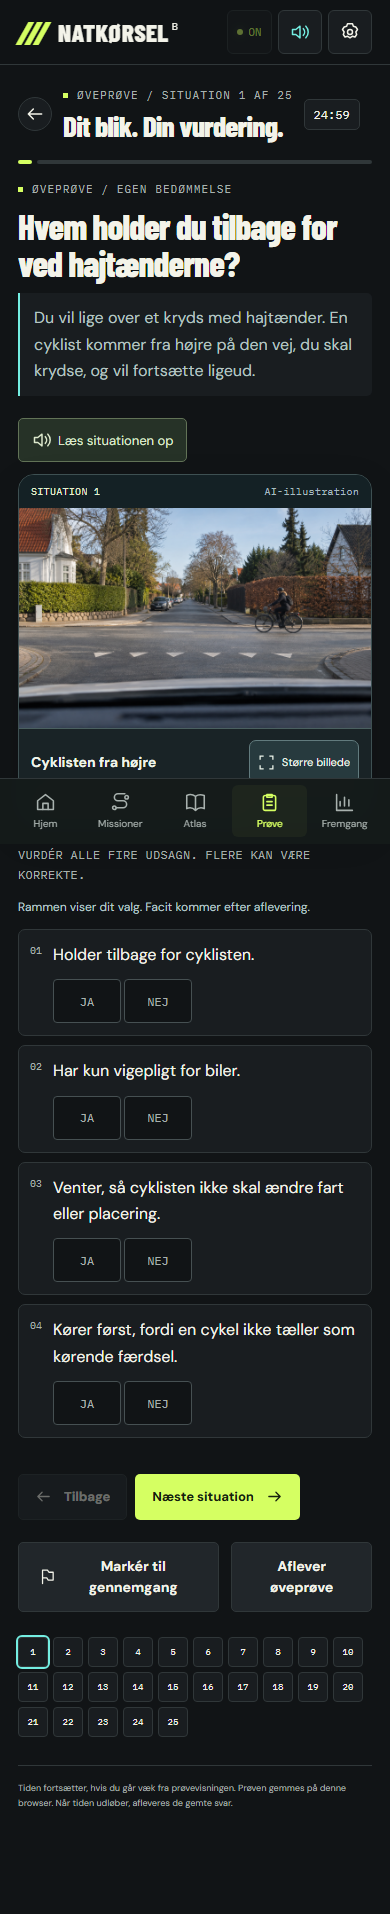 NATKØRSEL B
ON
ØVEPRØVE / SITUATION 1 AF 25
Dit blik. Din vurdering.
24:59
ØVEPRØVE / EGEN BEDØMMELSE
Hvem holder du tilbage for
ved hajtænderne?
Du vil lige over et kryds med hajtænder. En
cyklist kommer fra højre på den vej, du skal
krydse, og vil fortsætte ligeud.
Læs situationen op
SITUATION 1
AI-illustration
Cyklisten fra højre
Større billede
Hjem
Missioner
Atlas
Prøve
Fremgang
VURDÉR ALLE FIRE UDSAGN. FLERE KAN VÆRE
KORREKTE.
Rammen viser dit valg. Facit kommer efter aflevering.
01 Holder tilbage for cyklisten.
JA NEJ
02 Har kun vigepligt for biler.
JA NEJ
03 Venter, så cyklisten ikke skal ændre fart
eller placering.
JA NEJ
04 Kører først, fordi en cykel ikke tæller som
kørende færdsel.
JA NEJ
Tilbage
Næste situation
Markér til
gennemgang
Aflever
øveprøve
1 2 3 4 5 6 7 8 9 10
11 12 13 14 15 16 17 18 19 20
21 22 23 24 25
Tiden fortsætter, hvis du går væk fra prøvevisningen. Prøven gemmes på denne
browser. Når tiden udløber, afleveres de gemte svar.